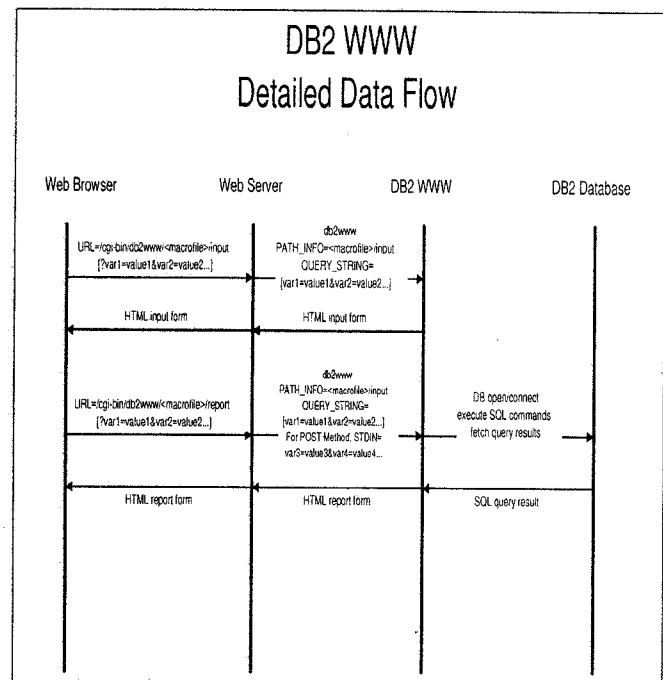 DB2 WWW
Detailed Data Flow
Web Browser
Web Server
DB2 WWW
DB2 Database
URL=/cgi-bin/db2www/<macrofile>/input
[?var1=value1&var2=value2...]
db2www
PATH_INFO=<macrofile>/input
QUERY_STRING=
[var1=value1&var2=value2...]
HTML input form
HTML input form
URL=/cgi-bin/db2www/<macrofile>/report
[?var1=value1&var2=value2...]
db2www
PATH_INFO=<macrofile>/input
QUERY_STRING=
[var1=value1&var2=value2...]
For POST Method, STDIN=
var3=value3&var4=value4...
DB open/connect
execute SQL commands
fetch query results
HTML report form
HTML report form
SQL query result